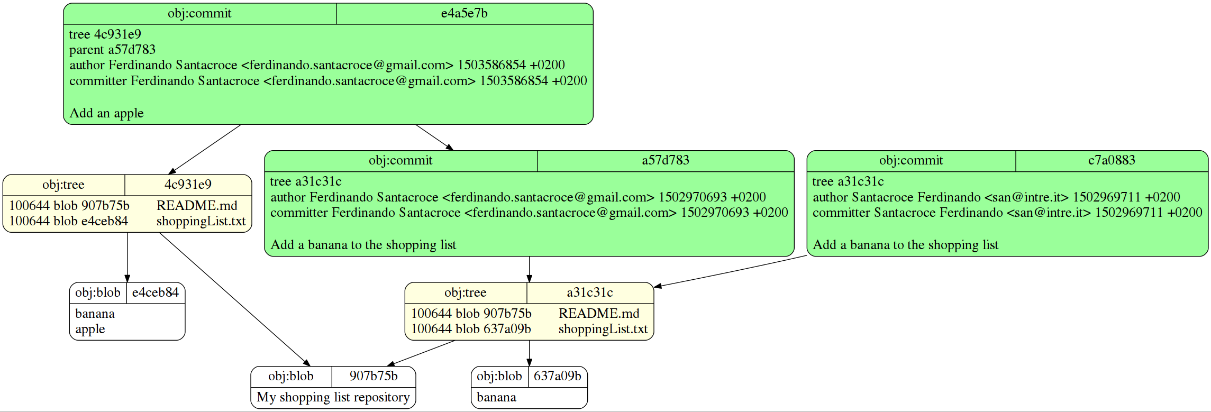 obj:commit e4a5e7b
tree 4c931e9
parent a57d783
author Ferdinando Santacroce <ferdinando.santacroce@gmail.com> 1503586854 +0200
committer Ferdinando Santacroce <ferdinando.santacroce@gmail.com> 1503586854 +0200
Add an apple
obj:commit a57d783
tree a31c31c
author Ferdinando Santacroce <ferdinando.santacroce@gmail.com> 1502970693 +0200
committer Ferdinando Santacroce <ferdinando.santacroce@gmail.com> 1502970693 +0200
Add a banana to the shopping list
obj:commit c7a0883
tree a31c31c
author Santacroce Ferdinando <san@intre.it> 1502969711 +0200
committer Santacroce Ferdinando <san@intre.it> 1502969711 +0200
Add a banana to the shopping list
obj:tree 4c931e9
100644 blob 907b75b README.md
100644 blob e4ceb84 shoppingList.txt
obj:blob e4ceb84
banana
apple
obj:tree a31c31c
100644 blob 907b75b README.md
100644 blob 637a09b shoppingList.txt
obj:blob 907b75b
My shopping list repository
obj:blob 637a09b
banana